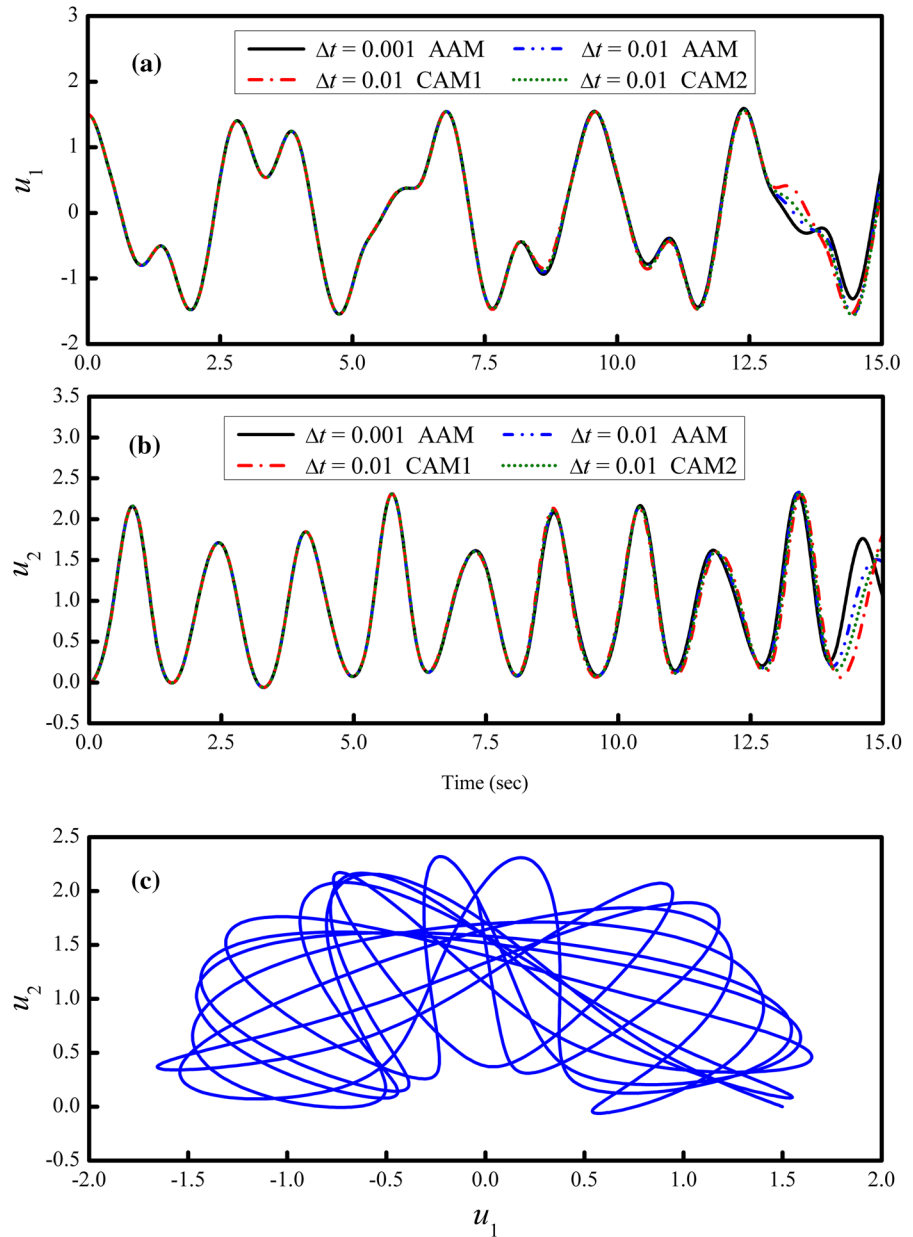 3
2
1
0
-1
-2
u1
(a)
Δt = 0.001 AAM
Δt = 0.01 AAM
Δt = 0.01 CAM1
Δt = 0.01 CAM2
0.0 2.5 5.0 7.5 10.0 12.5 15.0
3.5
3.0
2.5
2.0
1.5
1.0
0.5
0.0
-0.5
u2
(b)
Δt = 0.001 AAM
Δt = 0.01 AAM
Δt = 0.01 CAM1
Δt = 0.01 CAM2
0.0 2.5 5.0 7.5 10.0 12.5 15.0
Time (sec)
2.5
2.0
1.5
1.0
0.5
0.0
-0.5
u2
(c)
-2.0 -1.5 -1.0 -0.5 0.0 0.5 1.0 1.5 2.0
u1